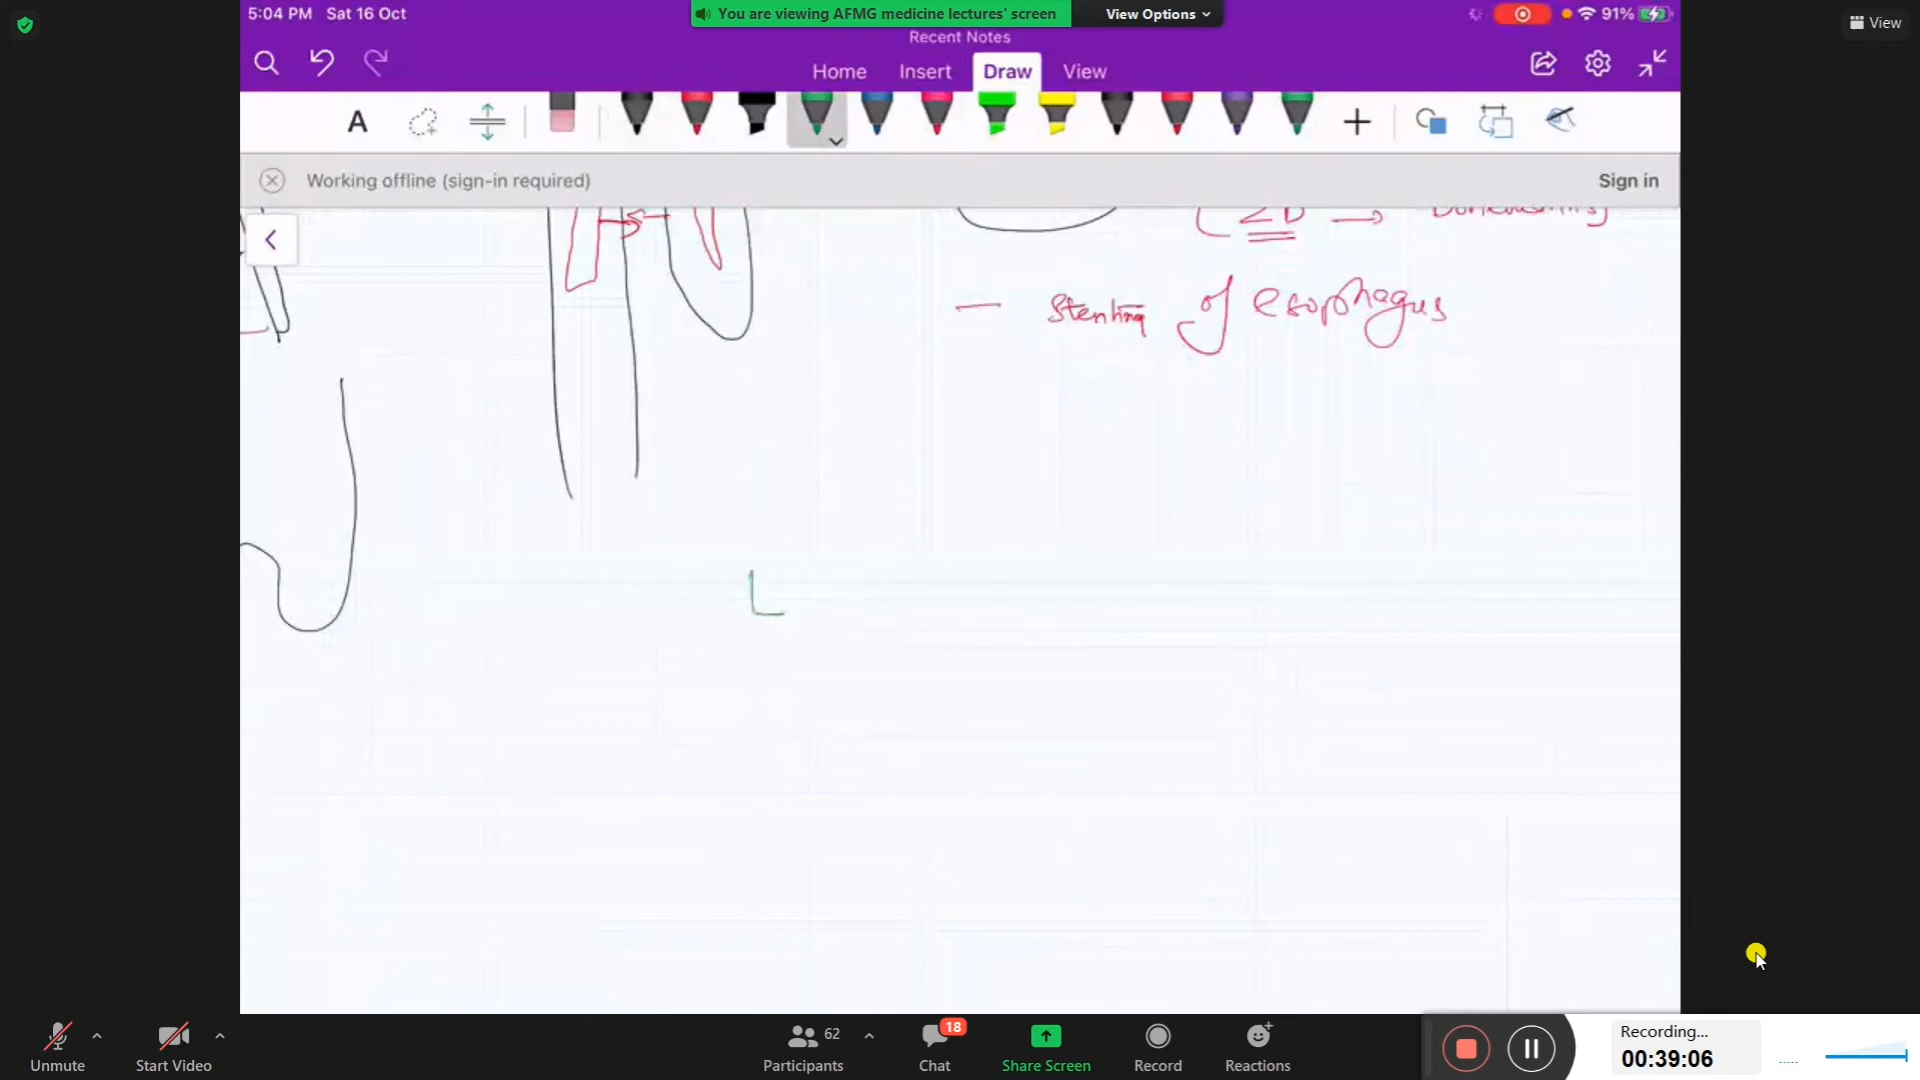 5:04 PM Sat 16 Oct
You are viewing AFMG medicine lectures' screen
View Options
91%
View
Recent Notes
Home Insert Draw View
A
Working offline (sign-in required)
Sign in
— Stenting of esophagus
L
Unmute
Start Video
62
Participants
18
Chat
Share Screen
Record
Reactions
Recording...
00:39:06